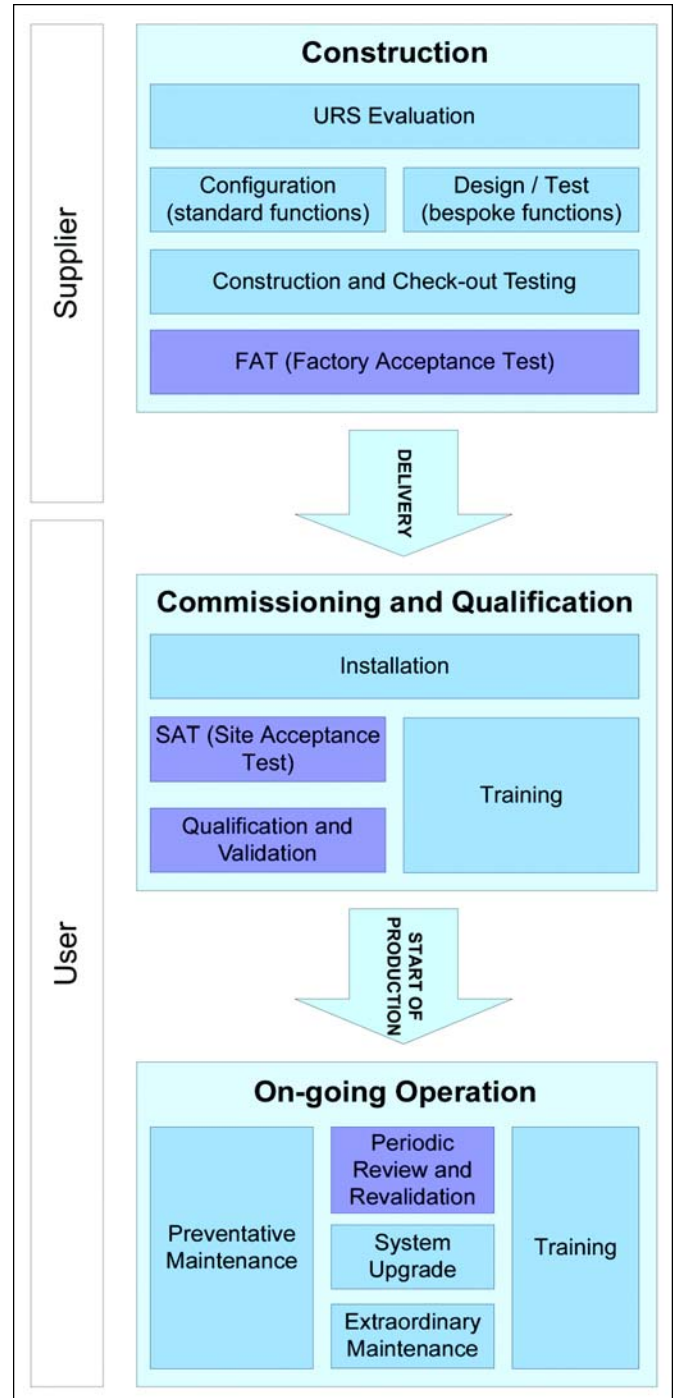 Supplier
Construction
URS Evaluation
Configuration
(standard functions)
Design / Test
(bespoke functions)
Construction and Check-out Testing
FAT (Factory Acceptance Test)
DELIVERY
User
Commissioning and Qualification
Installation
SAT (Site Acceptance
Test)
Qualification and
Validation
Training
START OF
PRODUCTION
On-going Operation
Preventative
Maintenance
Periodic
Review and
Revalidation
System
Upgrade
Extraordinary
Maintenance
Training